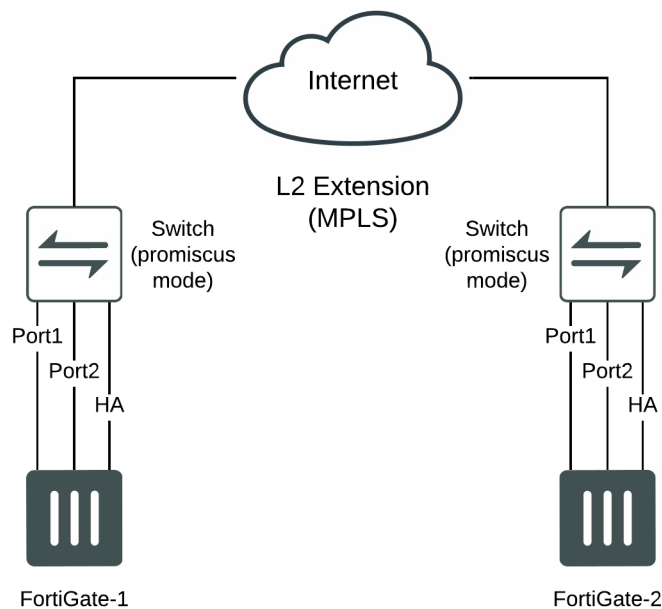 Internet
L2 Extension
(MPLS)
Switch
(promiscus
mode)
Switch
(promiscus
mode)
Port1
Port2
HA
Port1
Port2
HA
FortiGate-1
FortiGate-2